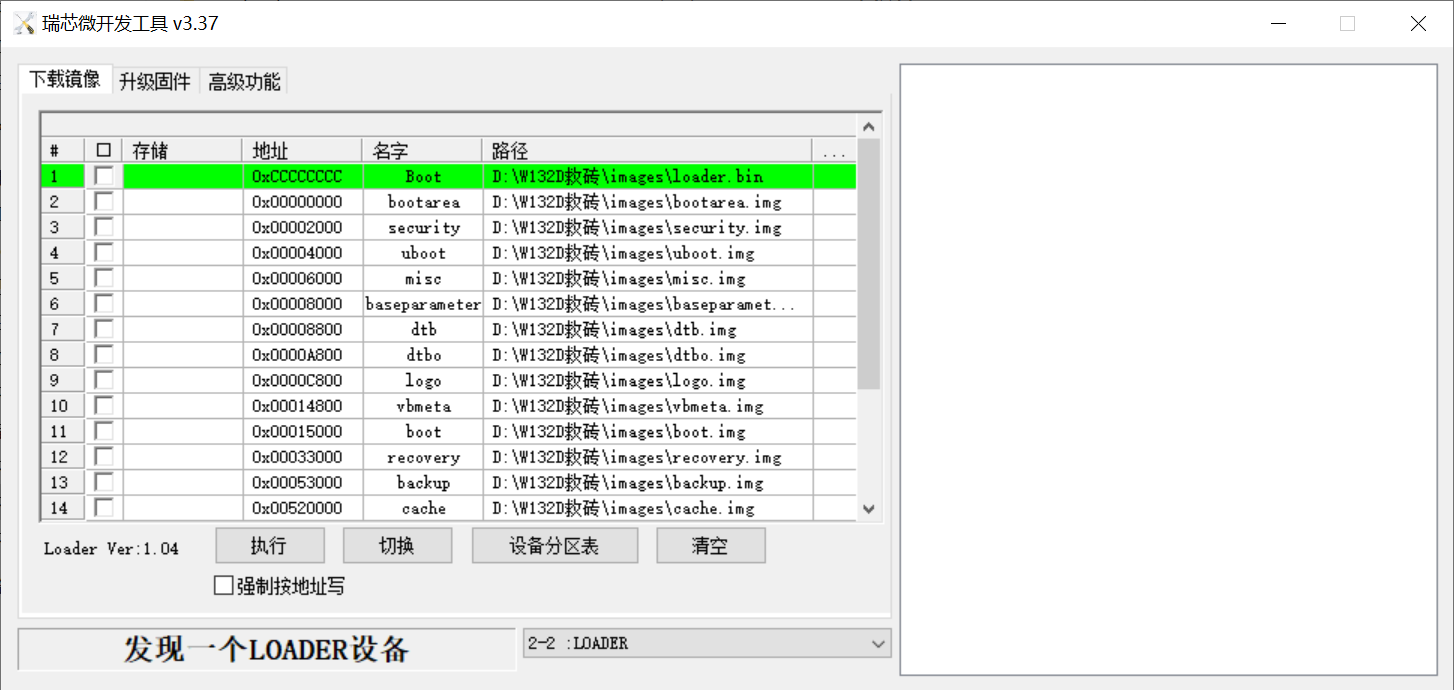 瑞芯微开发工具 v3.37
下载镜像 升级固件 高级功能
# 存储 地址 名字 路径 ...
1 0xCCCCCCCC Boot D:\W132D救砖\images\loader.bin
2 0x00000000 bootarea D:\W132D救砖\images\bootarea.img
3 0x00002000 security D:\W132D救砖\images\security.img
4 0x00004000 uboot D:\W132D救砖\images\uboot.img
5 0x00006000 misc D:\W132D救砖\images\misc.img
6 0x00008000 baseparameter D:\W132D救砖\images\baseparamet...
7 0x00008800 dtb D:\W132D救砖\images\dtb.img
8 0x0000A800 dtbo D:\W132D救砖\images\dtbo.img
9 0x0000C800 logo D:\W132D救砖\images\logo.img
10 0x00014800 vbmeta D:\W132D救砖\images\vbmeta.img
11 0x00015000 boot D:\W132D救砖\images\boot.img
12 0x00033000 recovery D:\W132D救砖\images\recovery.img
13 0x00053000 backup D:\W132D救砖\images\backup.img
14 0x00520000 cache D:\W132D救砖\images\cache.img
Loader Ver:1.04 执行 切换 设备分区表 清空
强制按地址写
发现一个LOADER设备 2-2 :LOADER